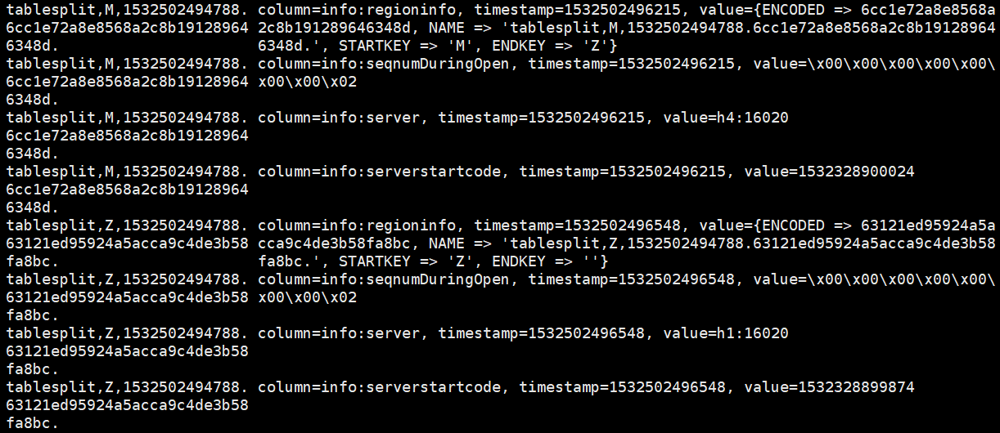 tablesplit,M,1532502494788. column=info:regioninfo, timestamp=1532502496215, value={ENCODED => 6cc1e72a8e8568a
6cc1e72a8e8568a2c8b19128964 2c8b191289646348d, NAME => 'tablesplit,M,1532502494788.6cc1e72a8e8568a2c8b19128964
6348d. 6348d.', STARTKEY => 'M', ENDKEY => 'Z'}
tablesplit,M,1532502494788. column=info:seqnumDuringOpen, timestamp=1532502496215, value=\x00\x00\x00\x00\x00\
6cc1e72a8e8568a2c8b19128964 x00\x00\x02
6348d.
tablesplit,M,1532502494788. column=info:server, timestamp=1532502496215, value=h4:16020
6cc1e72a8e8568a2c8b19128964
6348d.
tablesplit,M,1532502494788. column=info:serverstartcode, timestamp=1532502496215, value=1532328900024
6cc1e72a8e8568a2c8b19128964
6348d.
tablesplit,Z,1532502494788. column=info:regioninfo, timestamp=1532502496548, value={ENCODED => 63121ed95924a5a
63121ed95924a5acca9c4de3b58 cca9c4de3b58fa8bc, NAME => 'tablesplit,Z,1532502494788.63121ed95924a5acca9c4de3b58
fa8bc. fa8bc.', STARTKEY => 'Z', ENDKEY => ''}
tablesplit,Z,1532502494788. column=info:seqnumDuringOpen, timestamp=1532502496548, value=\x00\x00\x00\x00\x00\
63121ed95924a5acca9c4de3b58 x00\x00\x02
fa8bc.
tablesplit,Z,1532502494788. column=info:server, timestamp=1532502496548, value=h1:16020
63121ed95924a5acca9c4de3b58
fa8bc.
tablesplit,Z,1532502494788. column=info:serverstartcode, timestamp=1532502496548, value=1532328899874
63121ed95924a5acca9c4de3b58
fa8bc.